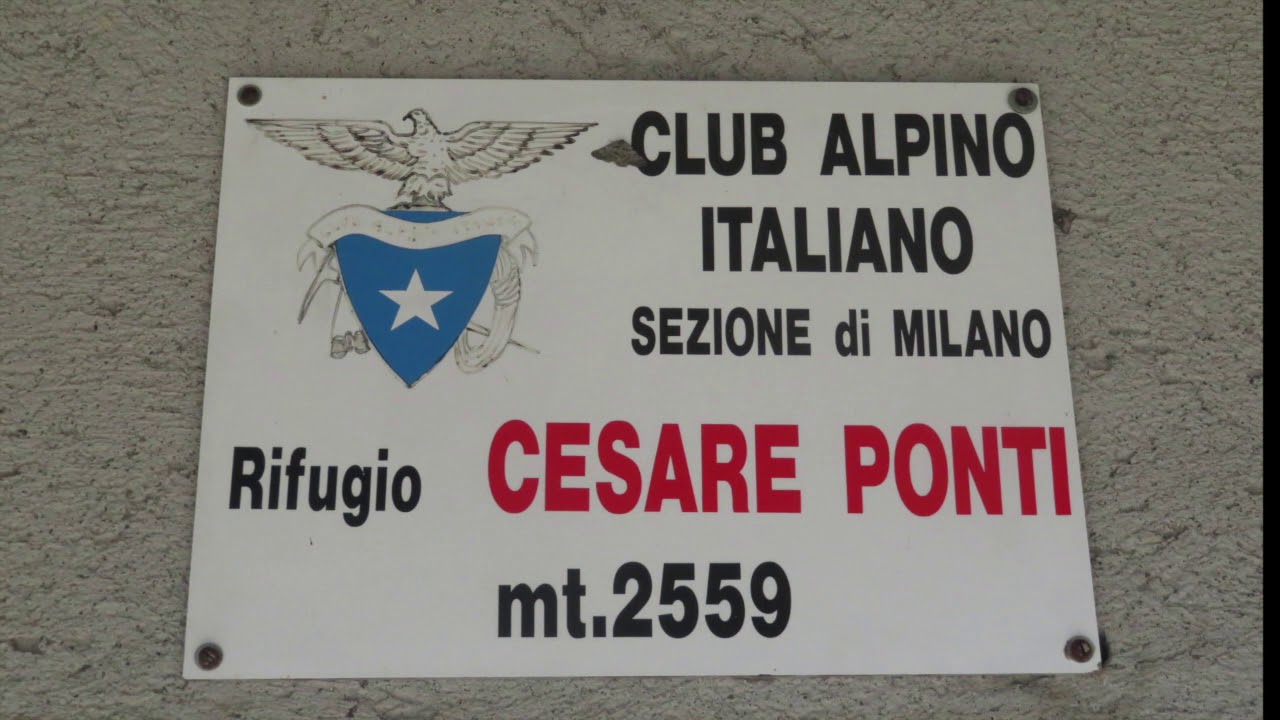 CLUB ALPINO
ITALIANO
SEZIONE di MILANO
Rifugio CESARE PONTI
mt.2559